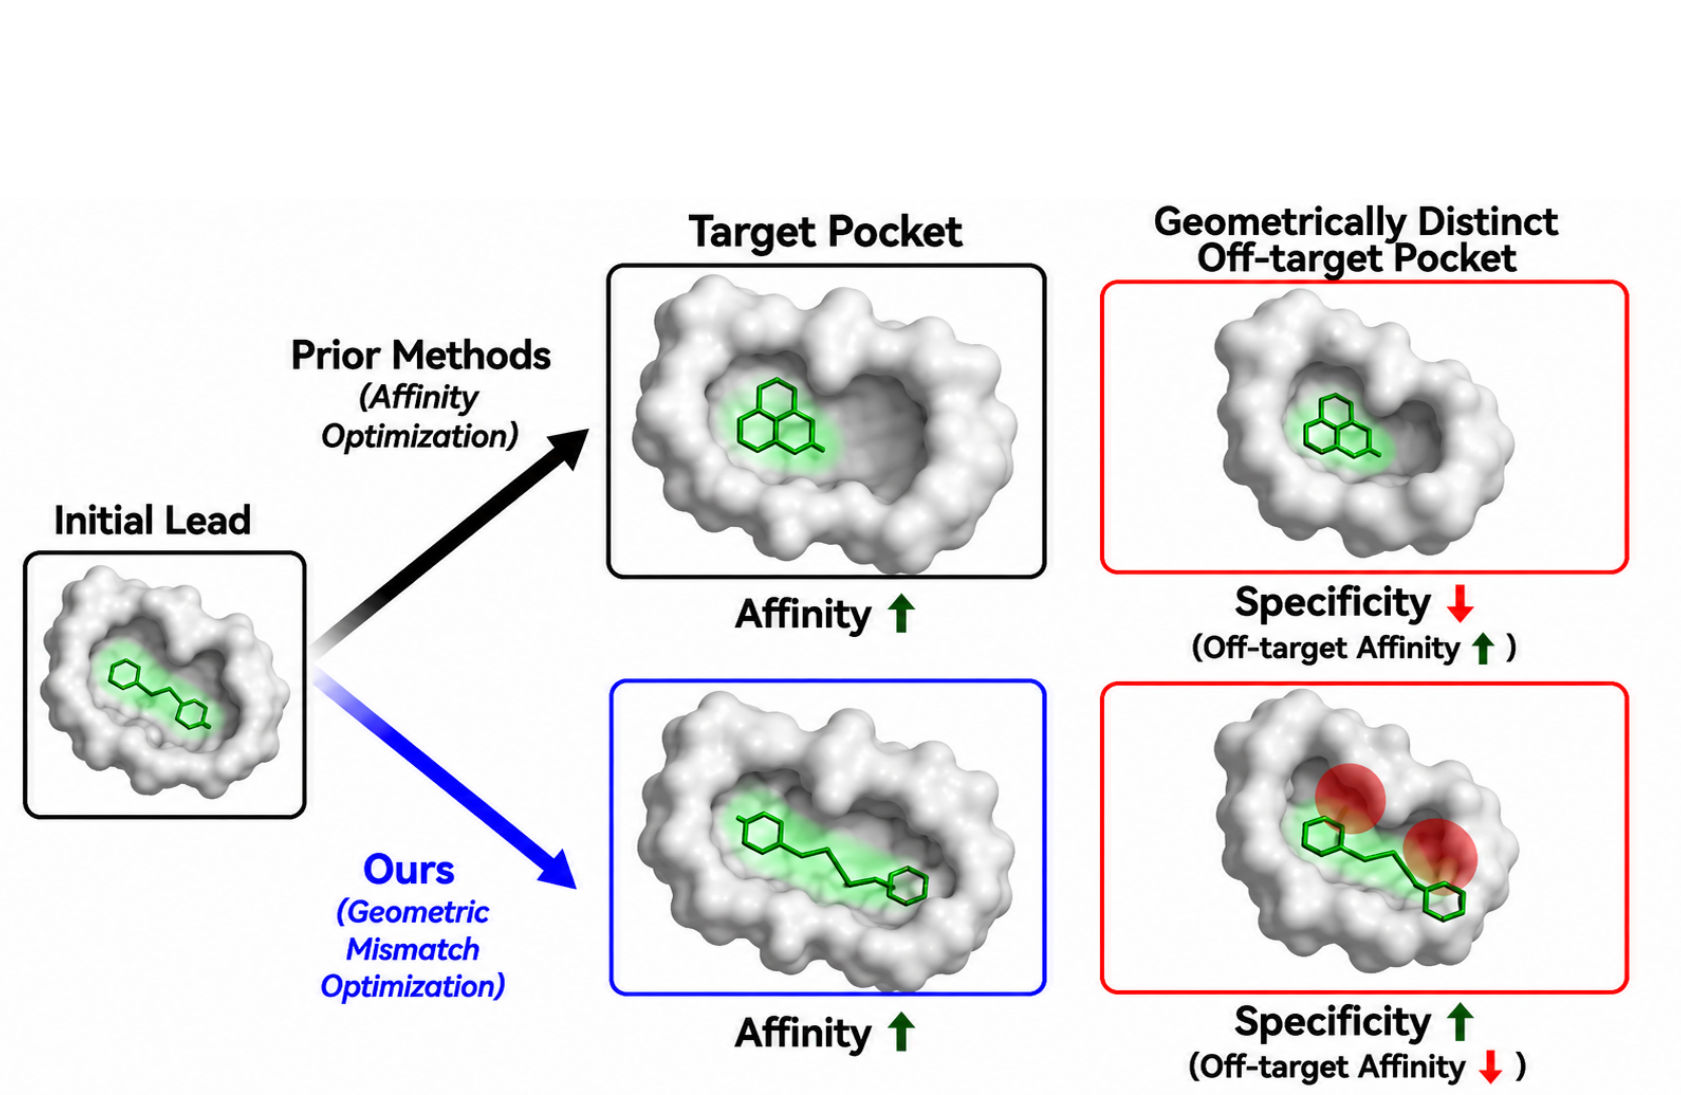 Target Pocket
Geometrically Distinct
Off-target Pocket
Prior Methods
(Affinity
Optimization)
Initial Lead
Affinity ↑
Specificity ↓
(Off-target Affinity ↑ )
Ours
(Geometric
Mismatch
Optimization)
Affinity ↑
Specificity ↑
(Off-target Affinity ↓ )